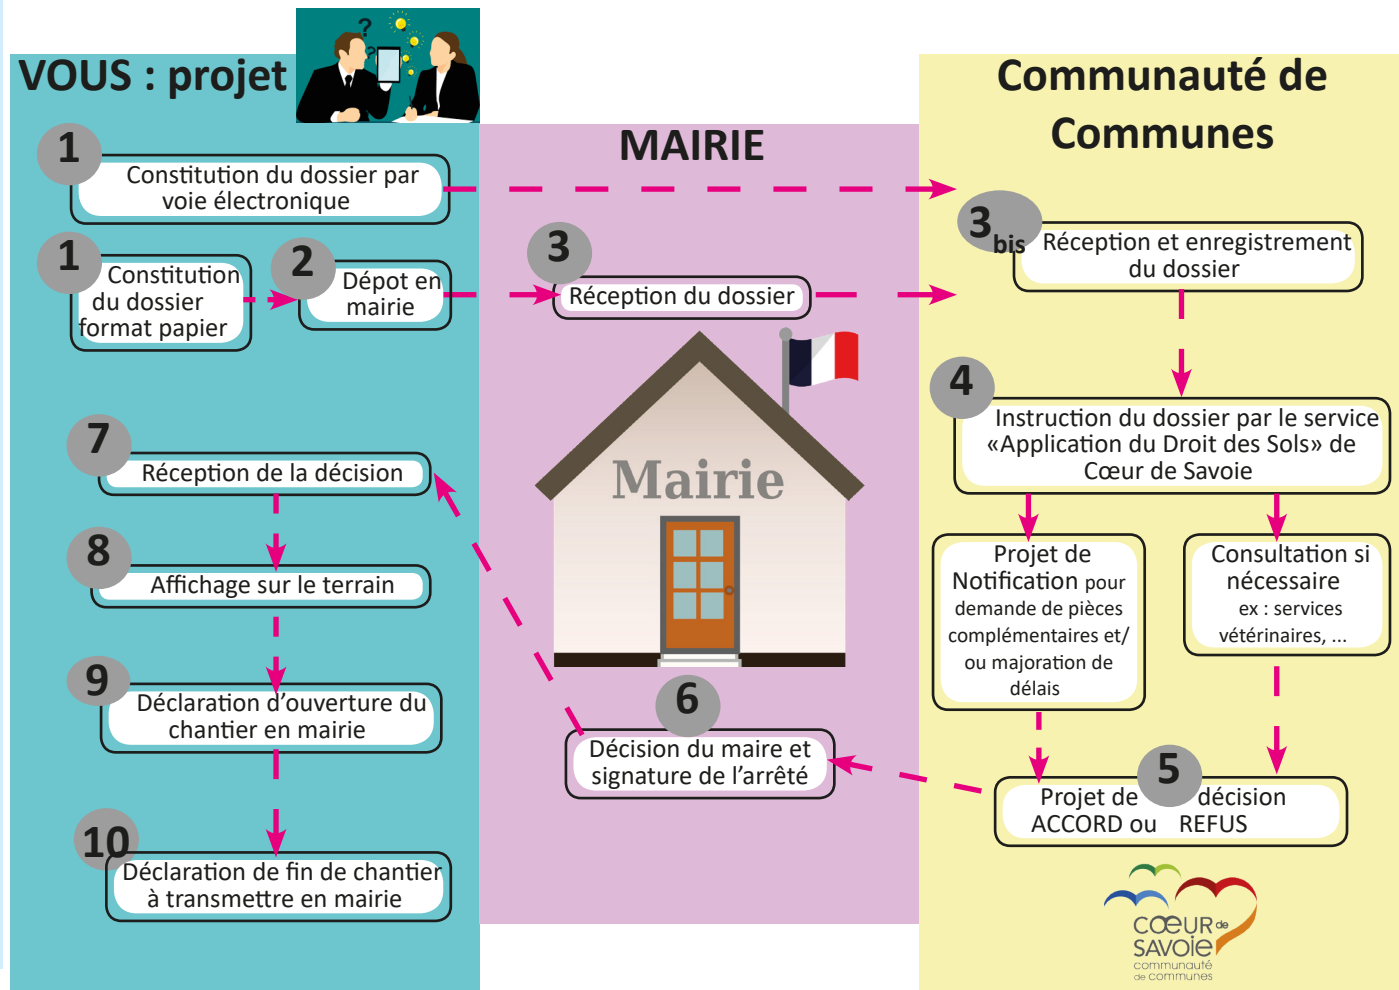 VOUS : projet
? ?
1
Constitution du dossier par
voie électronique
1
Constitution
du dossier
format papier
2
Dépot en
mairie
7
Réception de la décision
8
Affichage sur le terrain
9
Déclaration d'ouverture du
chantier en mairie
10
Déclaration de fin de chantier
à transmettre en mairie
MAIRIE
3
Réception du dossier
Mairie
6
Décision du maire et
signature de l'arrêté
Communauté de
Communes
3 bis
Réception et enregistrement
du dossier
4
Instruction du dossier par le service
«Application du Droit des Sols» de
Cœur de Savoie
Projet de
Notification pour
demande de pièces
complémentaires et/
ou majoration de
délais
Consultation si
nécessaire
ex : services
vétérinaires, ...
5
Projet de décision
ACCORD ou REFUS
CŒUR de
SAVOIE
communauté
de communes